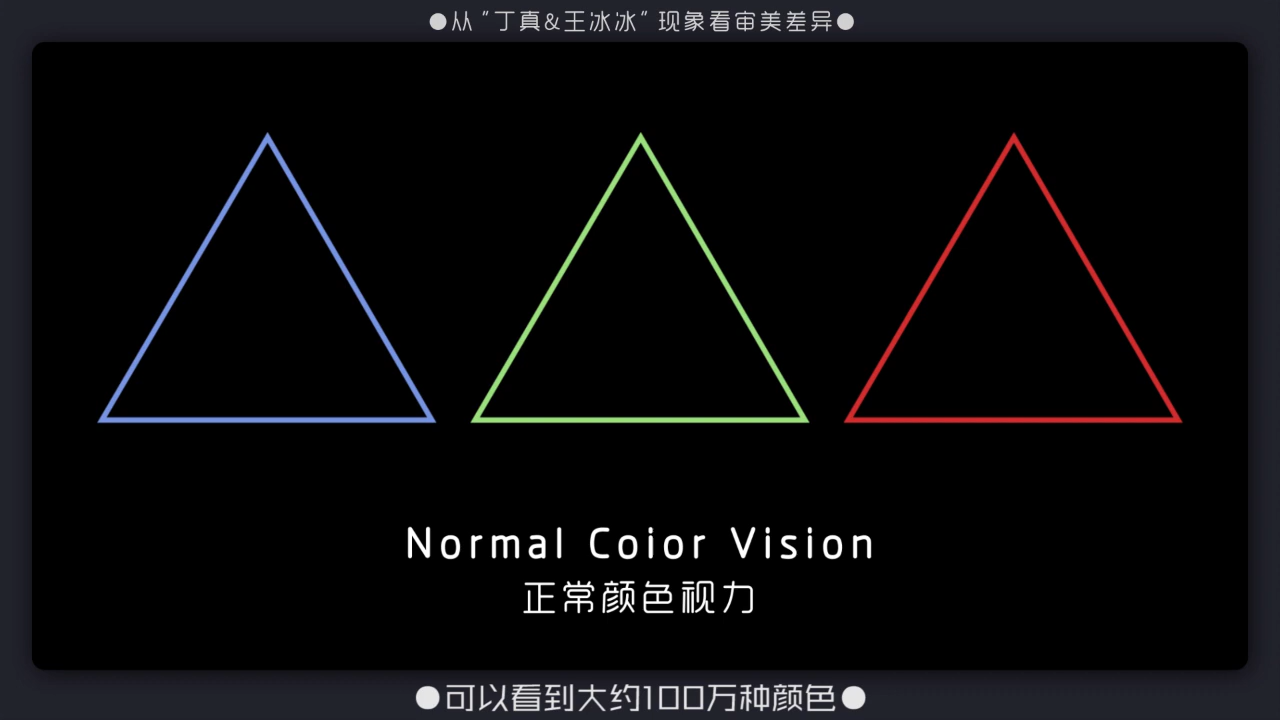 ●从“丁真&王冰冰”现象看审美差异●
Normal Coior Vision
正常颜色视力
●可以看到大约100万种颜色●